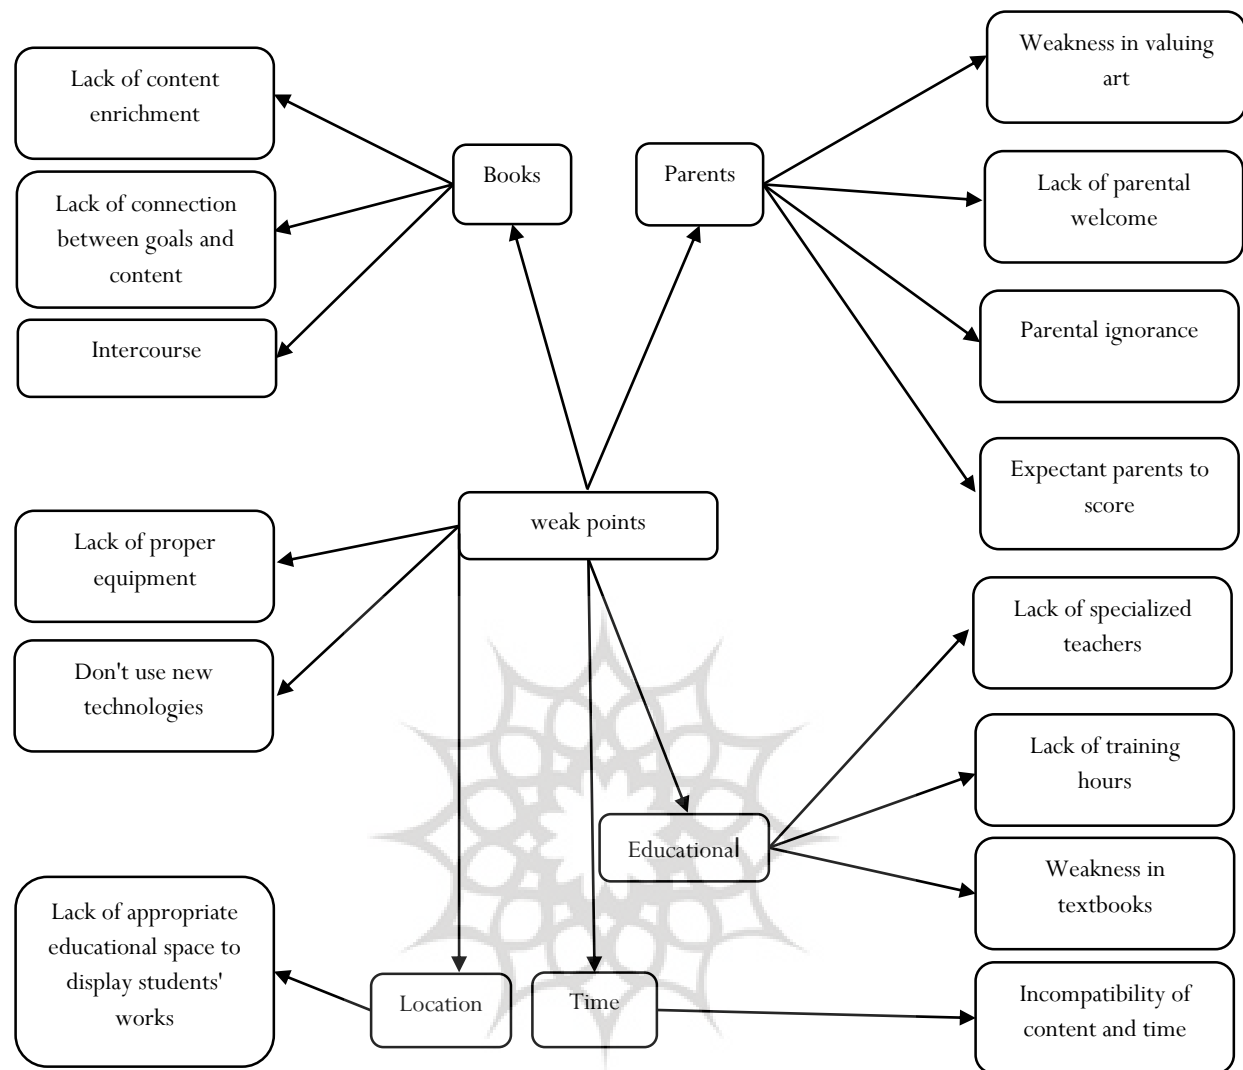 Lack of content
enrichment
Lack of connection
between goals and
content
Intercourse
Books
Parents
Weakness in valuing
art
Lack of parental
welcome
Parental ignorance
Expectant parents to
score
weak points
Lack of proper
equipment
Don't use new
technologies
Lack of specialized
teachers
Lack of training
hours
Weakness in
textbooks
Educational
Lack of appropriate
educational space to
display students'
works
Location
Time
Incompatibility of
content and time